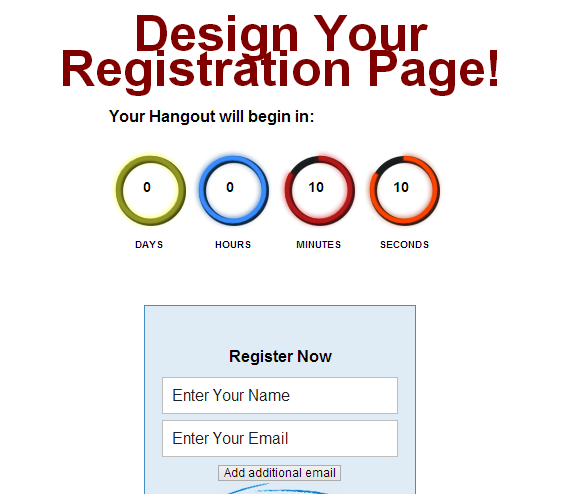 Design Your
Registration Page!
Your Hangout will begin in:
0 0 10 10
DAYS HOURS MINUTES SECONDS
Register Now
Enter Your Name
Enter Your Email
Add additional email